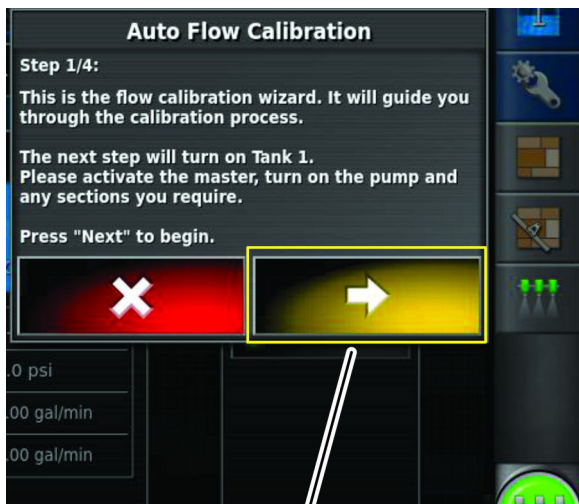 Auto Flow Calibration
Step 1/4:
This is the flow calibration wizard. It will guide you
through the calibration process.
The next step will turn on Tank 1.
Please activate the master, turn on the pump and
any sections you require.
Press "Next" to begin.
.0 psi
.00 gal/min
.00 gal/min